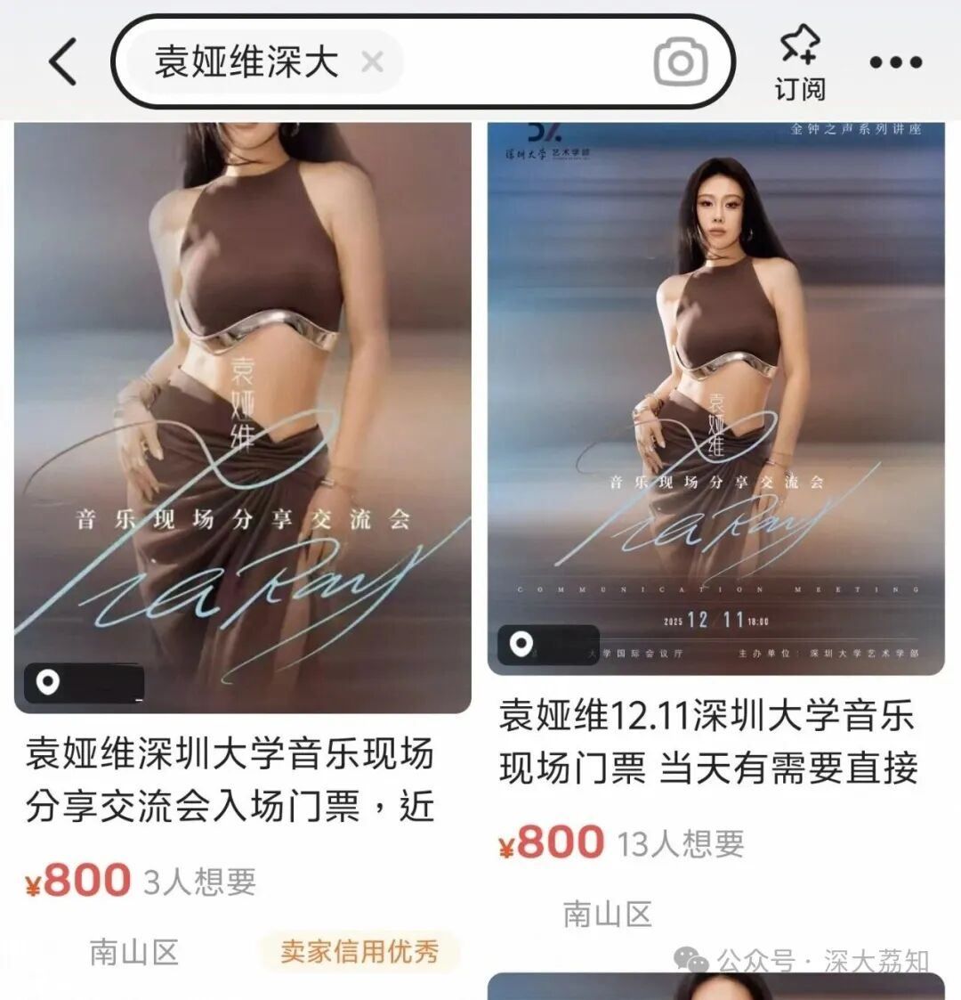 袁娅维深大
订阅
袁娅维
音乐现场分享交流会
Tia Ray
袁娅维深圳大学音乐现场
分享交流会入场门票，近
¥800 3人想要
南山区 卖家信用优秀
金钟之声系列讲座
深圳大学 艺术学部
袁娅维
音乐现场分享交流会
Tia Ray
COMMUNICATION MEETING
2025 12/11 18:00
大学国际会议厅 主办单位：深圳大学艺术学部
袁娅维12.11深圳大学音乐
现场门票 当天有需要直接
¥800 13人想要
南山区
公众号·深大荔知